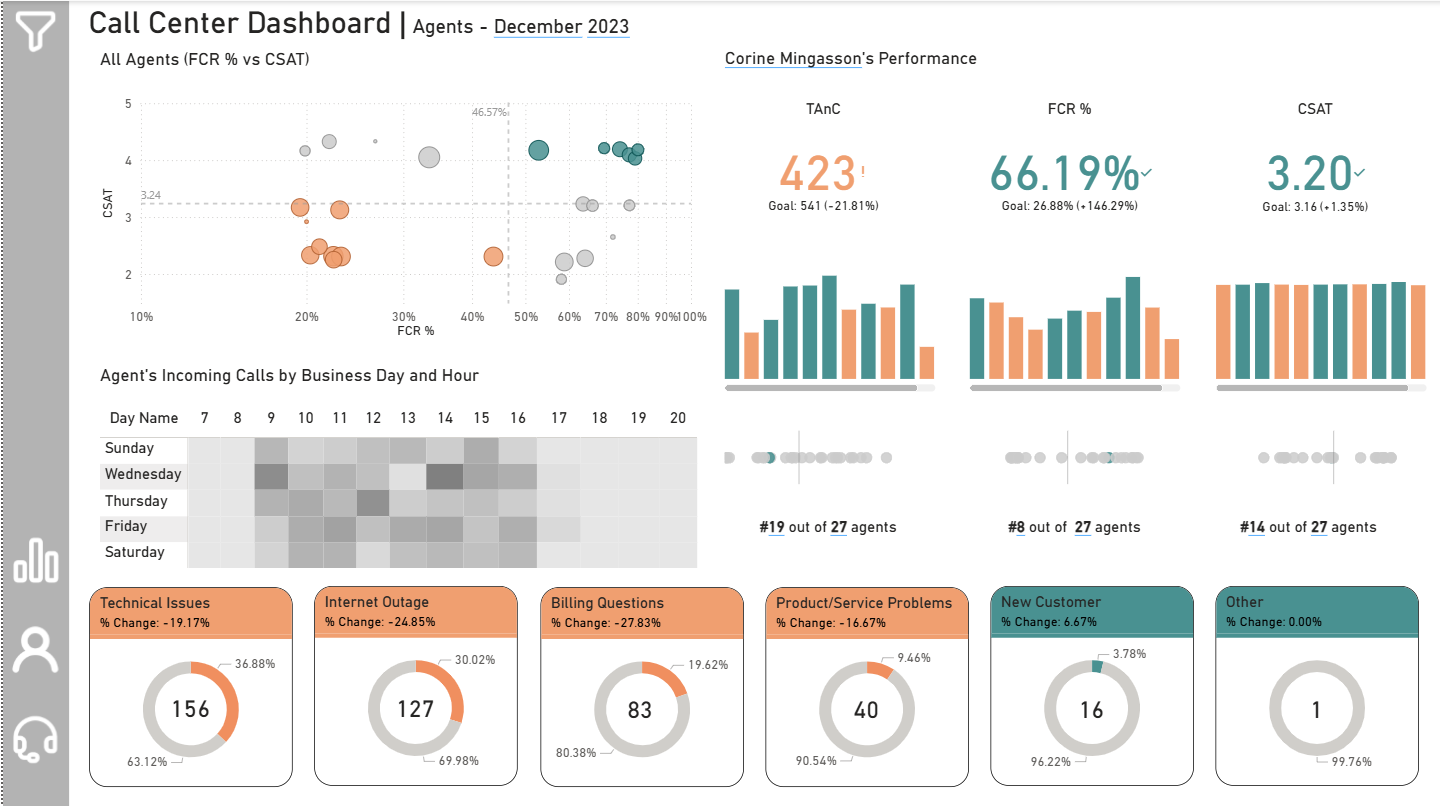 Call Center Dashboard | Agents - December 2023
All Agents (FCR % vs CSAT)
CSAT
5
4
3
2
46.57%
3.24
10%
20%
30%
40%
50%
60%
70%
80%
90%
100%
FCR %
Corine Mingasson's Performance
TAnC
423!
Goal: 541 (-21.81%)
FCR %
66.19%
Goal: 26.88% (+146.29%)
CSAT
3.20
Goal: 3.16 (+1.35%)
#19 out of 27 agents
#8 out of 27 agents
#14 out of 27 agents
Agent's Incoming Calls by Business Day and Hour
Day Name 7 8 9 10 11 12 13 14 15 16 17 18 19 20
Sunday
Wednesday
Thursday
Friday
Saturday
Technical Issues
% Change: -19.17%
36.88%
156
63.12%
Internet Outage
% Change: -24.85%
30.02%
127
69.98%
Billing Questions
% Change: -27.83%
19.62%
83
80.38%
Product/Service Problems
% Change: -16.67%
9.46%
40
90.54%
New Customer
% Change: 6.67%
3.78%
16
96.22%
Other
% Change: 0.00%
1
99.76%